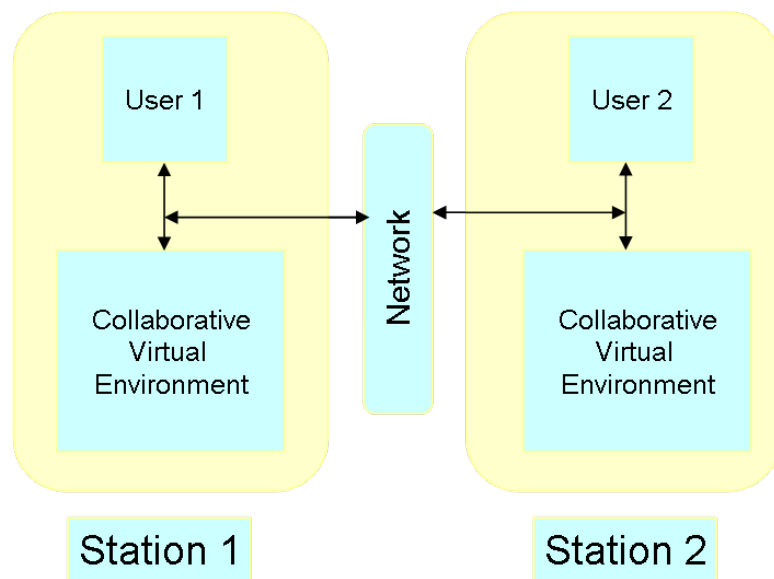 User 1
User 2
Network
Collaborative
Virtual
Environment
Collaborative
Virtual
Environment
Station 1
Station 2